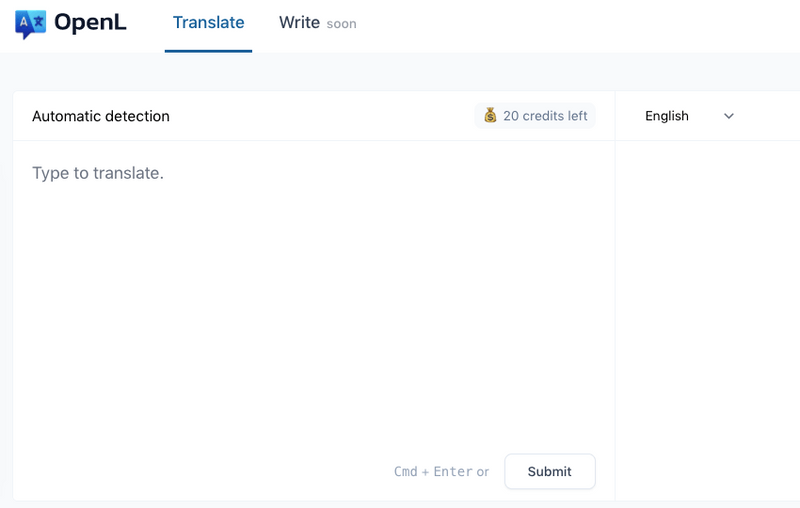 OpenL Translate Write soon
Automatic detection 20 credits left English
Type to translate.
Cmd + Enter or Submit